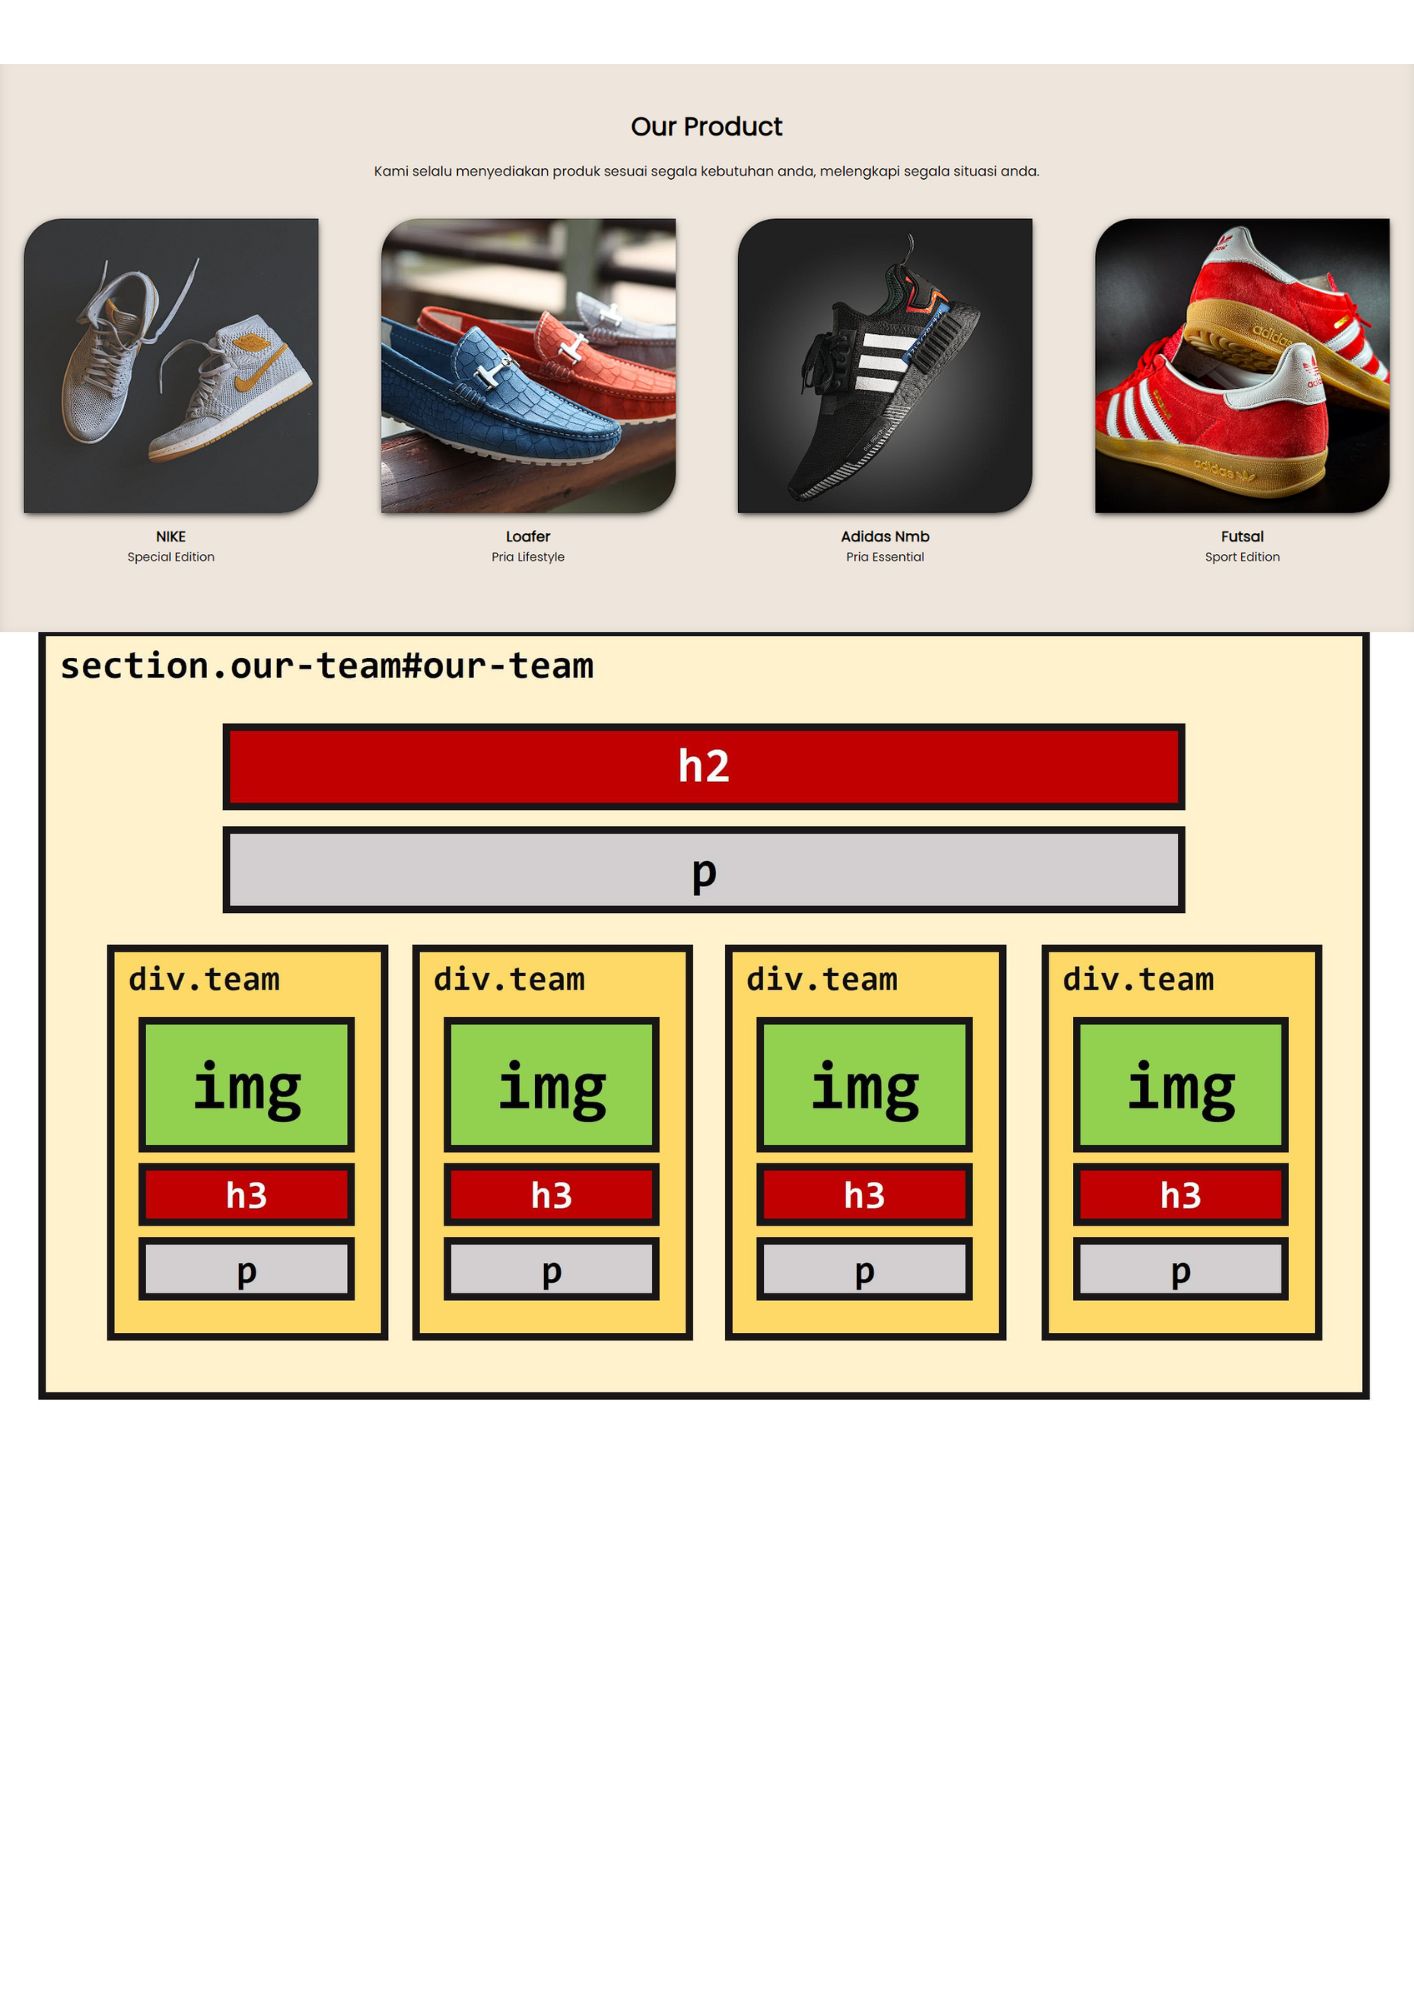 Our Product
Kami selalu menyediakan produk sesuai segala kebutuhan anda, melengkapi segala situasi anda.
adidas
adidas
NIKE
Loafer
Adidas Nmb
Futsal
Special Edition
Pria Lifestyle
Pria Essential
Sport Edition
section.our-team#our-team
h2
p
div.team
div.team
div.team
div.team
img
img
img
img
h3
h3
h3
h3
p
p
p
p